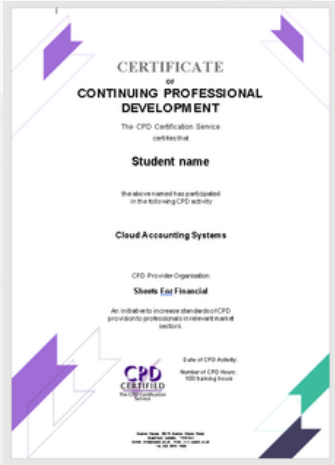 CERTIFICATE
OF
CONTINUING PROFESSIONAL
DEVELOPMENT
The CPD Certification Service
certifies that
Student name
the above named has participated
in the following CPD activity
Cloud Accounting Systems
CPD Provider Organisation
Sheets For Financial
An initiative to increase standards of CPD
provision to professionals in relevant market
sectors.
Date of CPD Activity:
Number of CPD Hours:
100 training hours
CPD
CERTIFIED
The CPD Certification
Service